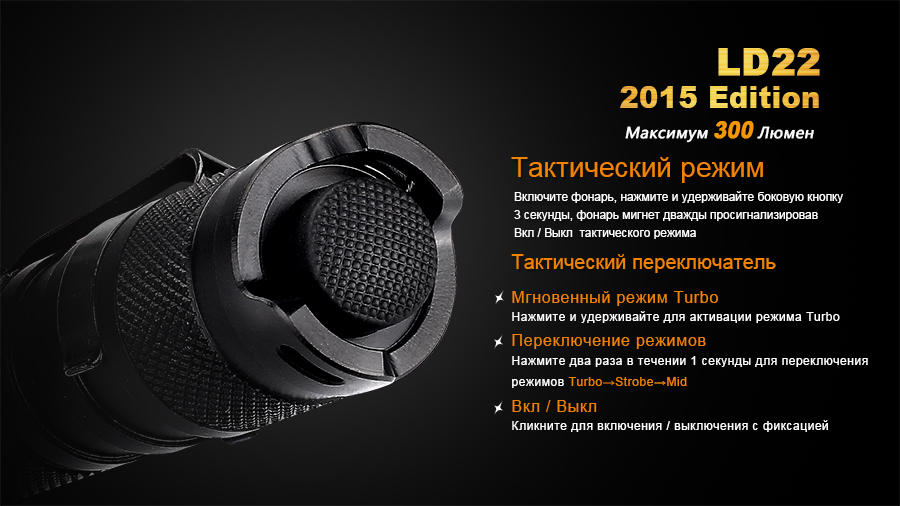 LD22
2015 Edition
Максимум 300 Люмен
Тактический режим
Включите фонарь, нажмите и удерживайте боковую кнопку
3 секунды, фонарь мигнет дважды просигнализировав
Вкл / Выкл тактического режима
Тактический переключатель
Мгновенный режим Turbo
Нажмите и удерживайте для активации режима Turbo
Переключение режимов
Нажмите два раза в течении 1 секунды для переключения
режимов Turbo→Strobe→Mid
Вкл / Выкл
Кликните для включения / выключения с фиксацией